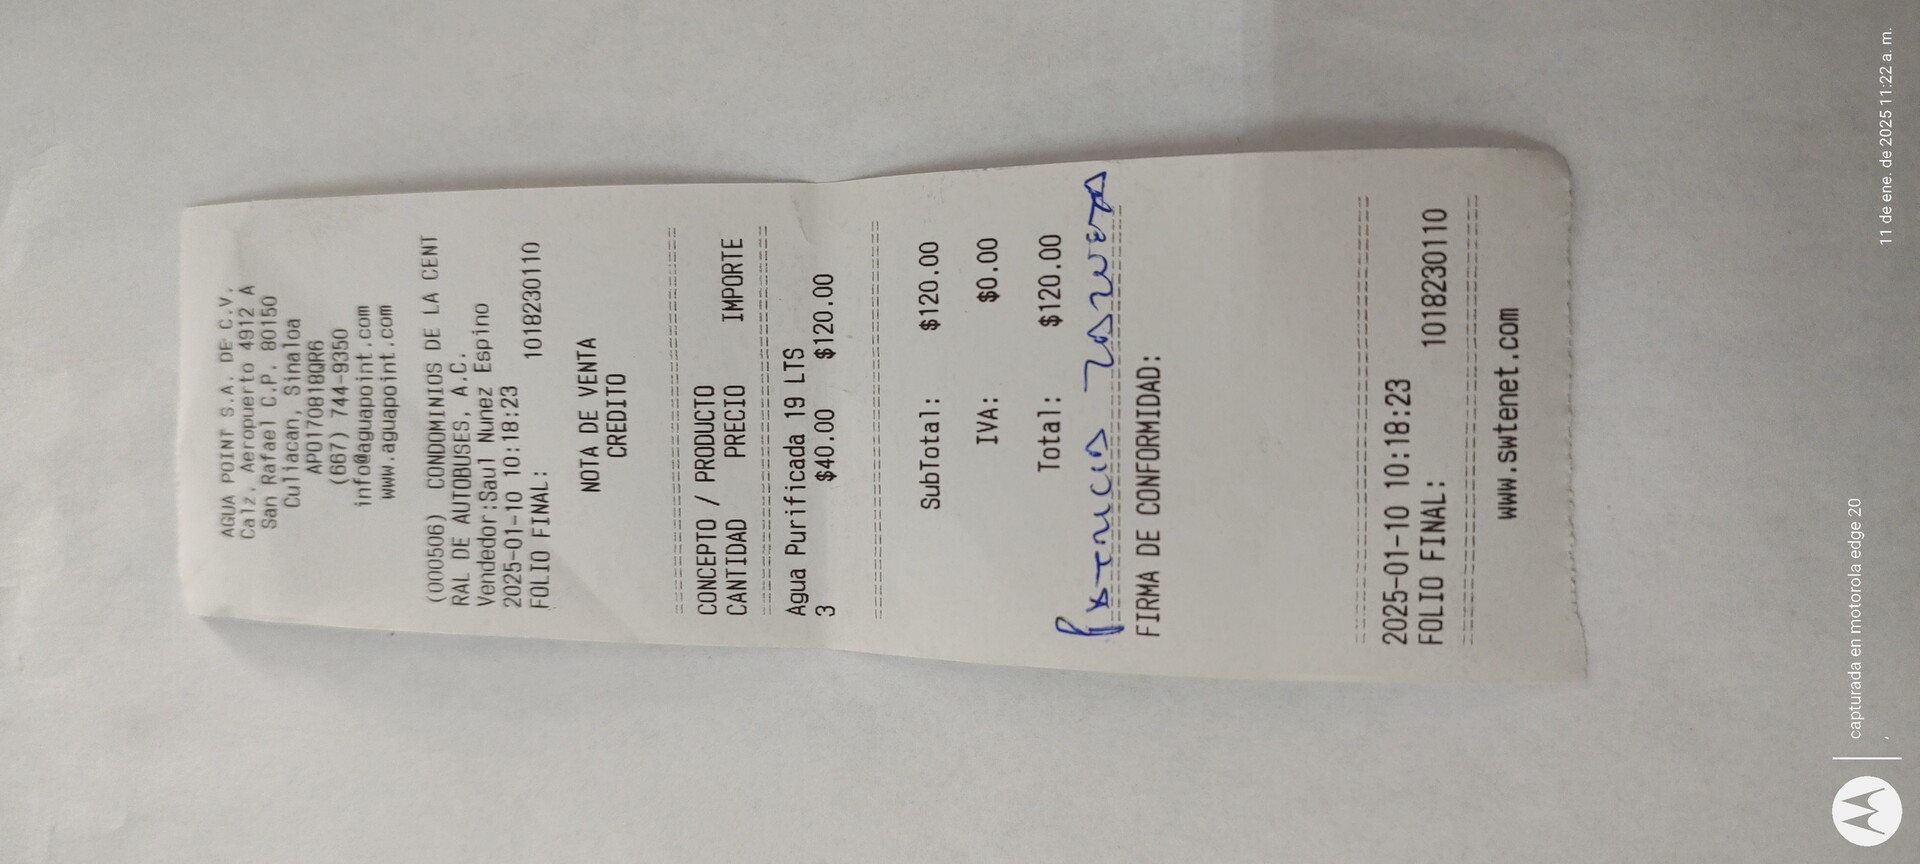 AGUA POINT S.A. DE C.V.
Calz. Aeropuerto 4912 A
San Rafael C.P. 80150
Culiacan, Sinaloa
APO170818QR6
(667) 744-9350
info@aguapoint.com
www.aguapoint.com
(000506) CONDOMINIOS DE LA CENT
RAL DE AUTOBUSES, A.C.
Vendedor:Saul Nunez Espino
2025-01-10 10:18:23
FOLIO FINAL: 1018230110
NOTA DE VENTA
CREDITO
CONCEPTO / PRODUCTO
CANTIDAD PRECIO IMPORTE
Agua Purificada 19 LTS
3 $40.00 $120.00
SubTotal: $120.00
IVA: $0.00
Total: $120.00
FIRMA DE CONFORMIDAD:
2025-01-10 10:18:23
FOLIO FINAL: 1018230110
www.swtenet.com
capturada en motorola edge 20
11 de ene. de 2025 11:22 a. m.